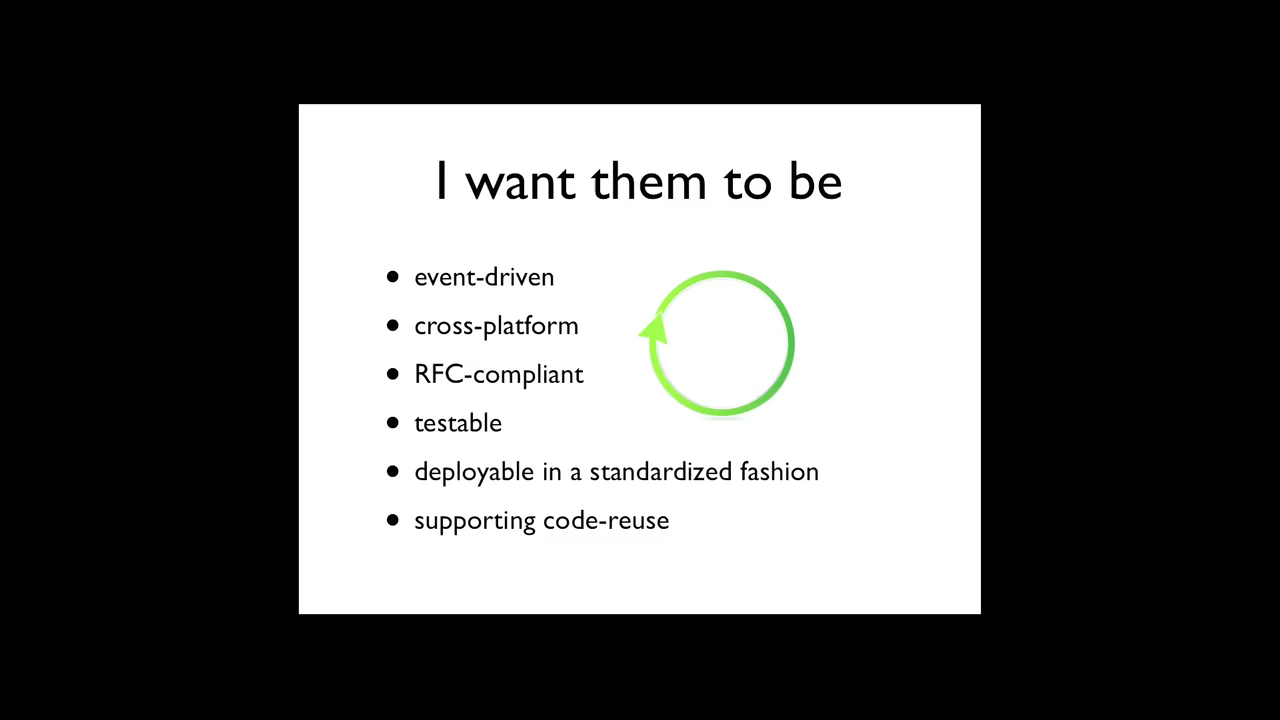 I want them to be
• event-driven
• cross-platform
• RFC-compliant
• testable
• deployable in a standardized fashion
• supporting code-reuse